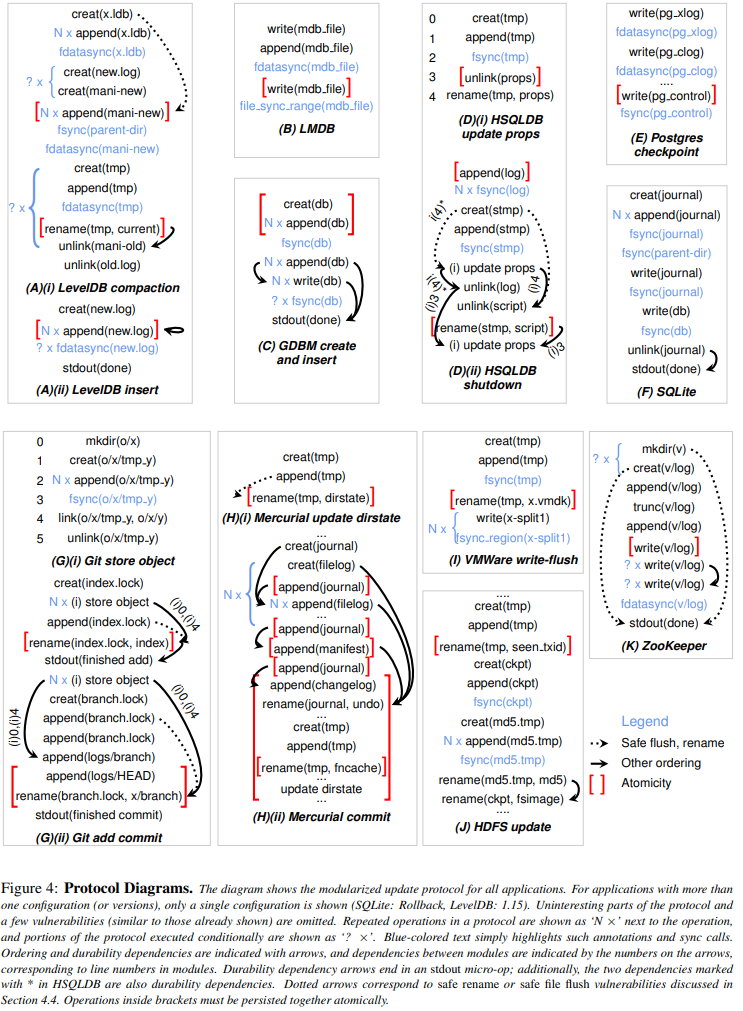 creat(x.ldb)
N x append(x.ldb)
fdatasync(x.ldb)
? x
creat(new.log)
creat(mani-new)
[N x append(mani-new)]
fsync(parent-dir)
fdatasync(mani-new)
creat(tmp)
append(tmp)
? x
fdatasync(tmp)
[rename(tmp, current)]
unlink(mani-old)
unlink(old.log)
(A)(i) LevelDB compaction
creat(new.log)
[N x append(new.log)]
? x fdatasync(new.log)
stdout(done)
(A)(ii) LevelDB insert
write(mdb_file)
append(mdb_file)
fdatasync(mdb_file)
[write(mdb_file)]
file_sync_range(mdb_file)
(B) LMDB
creat(db)
N x append(db)
fsync(db)
N x append(db)
N x write(db)
? x fsync(db)
stdout(done)
(C) GDBM create
and insert
0 creat(tmp)
1 append(tmp)
2 fsync(tmp)
3 [unlink(props)]
4 rename(tmp, props)
(D)(i) HSQLDB
update props
[append(log)]
N x fsync(log)
creat(stmp)
i(4)*
append(stmp)
fsync(stmp)
(i) update props
i(4)*
(i)4
unlink(log)
(i)3
unlink(script)
[rename(stmp, script)]
(i) update props
(i)3
(D)(ii) HSQLDB
shutdown
write(pg_xlog)
fdatasync(pg_xlog)
write(pg_clog)
fdatasync(pg_clog)
....
[write(pg_control)]
fsync(pg_control)
(E) Postgres
checkpoint
creat(journal)
N x append(journal)
fsync(journal)
fsync(parent-dir)
write(journal)
fsync(journal)
write(db)
fsync(db)
unlink(journal)
stdout(done)
(F) SQLite
0 mkdir(o/x)
1 creat(o/x/tmp_y)
2 N x append(o/x/tmp_y)
3 fsync(o/x/tmp_y)
4 link(o/x/tmp_y, o/x/y)
5 unlink(o/x/tmp_y)
(G)(i) Git store object
creat(index.lock)
N x (i) store object
(i)0,(i)4
append(index.lock)
[rename(index.lock, index)]
stdout(finished add)
N x (i) store object
(i)0,(i)4
creat(branch.lock)
append(branch.lock)
(i)0,(i)4
append(branch.lock)
append(logs/branch)
append(logs/HEAD)
rename(branch.lock, x/branch)
stdout(finished commit)
(G)(ii) Git add commit
creat(tmp)
append(tmp)
[rename(tmp, dirstate)]
(H)(i) Mercurial update dirstate
...
creat(journal)
creat(filelog)
[append(journal)]
N x
N x append(filelog)
...
[append(journal)]
[append(manifest)]
[append(journal)]
append(changelog)
rename(journal, undo)
...
creat(tmp)
append(tmp)
[rename(tmp, fncache)]
update dirstate
...
(H)(ii) Mercurial commit
creat(tmp)
append(tmp)
fsync(tmp)
[rename(tmp, x.vmdk)]
write(x-split1)
N x
fsync_region(x-split1)
(I) VMWare write-flush
....
creat(tmp)
append(tmp)
[rename(tmp, seen_txid)]
creat(ckpt)
append(ckpt)
fsync(ckpt)
creat(md5.tmp)
N x append(md5.tmp)
fsync(md5.tmp)
rename(md5.tmp, md5)
rename(ckpt, fsimage)
....
(J) HDFS update
mkdir(v)
? x
creat(v/log)
append(v/log)
trunc(v/log)
append(v/log)
[write(v/log)]
? x write(v/log)
? x write(v/log)
fdatasync(v/log)
stdout(done)
(K) ZooKeeper
Legend
Safe flush, rename
Other ordering
[ ] Atomicity
Figure 4: Protocol Diagrams. The diagram shows the modularized update protocol for all applications. For applications with more than
one configuration (or versions), only a single configuration is shown (SQLite: Rollback, LevelDB: 1.15). Uninteresting parts of the protocol and
a few vulnerabilities (similar to those already shown) are omitted. Repeated operations in a protocol are shown as ‘N ×’ next to the operation,
and portions of the protocol executed conditionally are shown as ‘? ×’. Blue-colored text simply highlights such annotations and sync calls.
Ordering and durability dependencies are indicated with arrows, and dependencies between modules are indicated by the numbers on the arrows,
corresponding to line numbers in modules. Durability dependency arrows end in an stdout micro-op; additionally, the two dependencies marked
with * in HSQLDB are also durability dependencies. Dotted arrows correspond to safe rename or safe file flush vulnerabilities discussed in
Section 4.4. Operations inside brackets must be persisted together atomically.